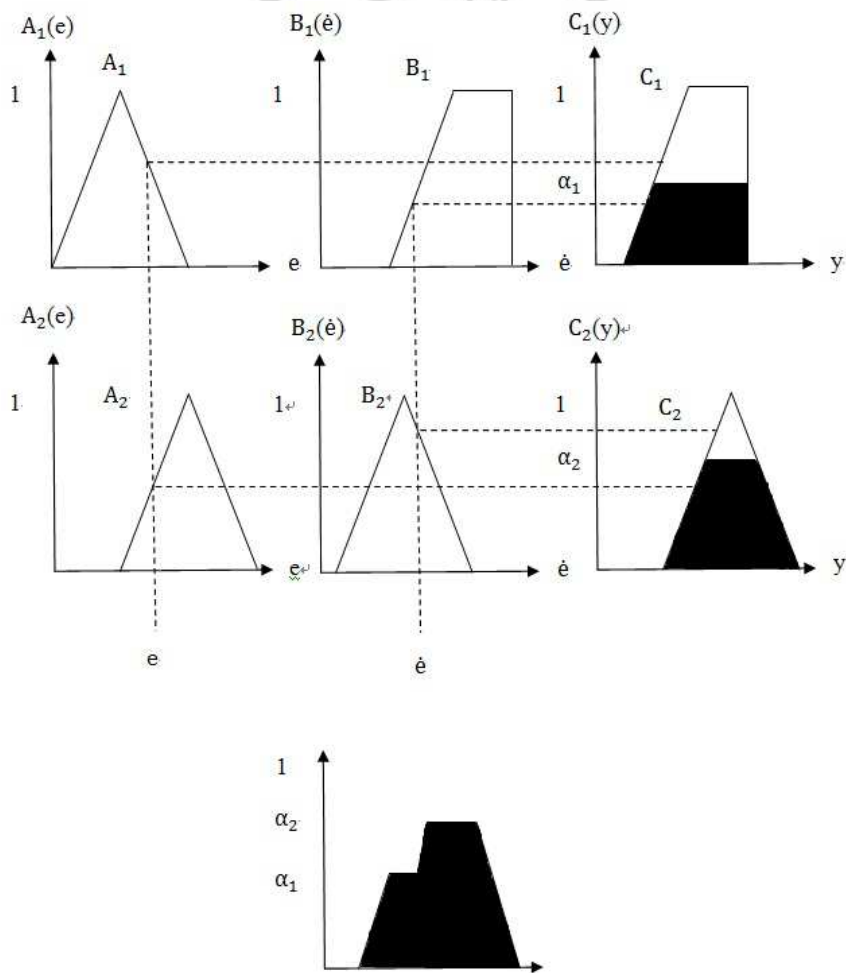 A₁(e) B₁(ė) C₁(y)
A₁ B₁ C₁
1 1 1
α₁
e ė y
A₂(e) B₂(ė) C₂(y)↵
1 A₂ 1↵ B₂↵ 1 C₂
α₂
e↵ ė y
e ė
1
α₂
α₁